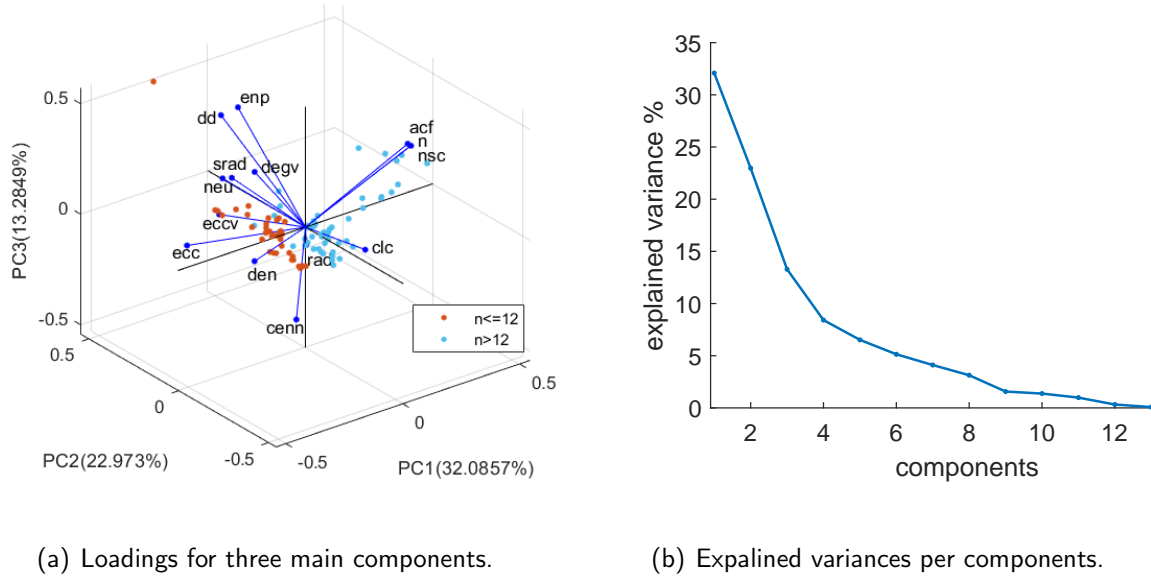 0.5
0
-0.5
PC3(13.2849%)
0.5
0
-0.5
PC2(22.973%)
-0.5
0
0.5
PC1(32.0857%)
enp
dd
acf
n
nsc
srad
degv
neu
eccv
ecc
den
rad
clc
cenn
n<=12
n>12
35
30
25
20
15
10
5
0
explained variance %
2 4 6 8 10 12
components
(a) Loadings for three main components.
(b) Expalined variances per components.